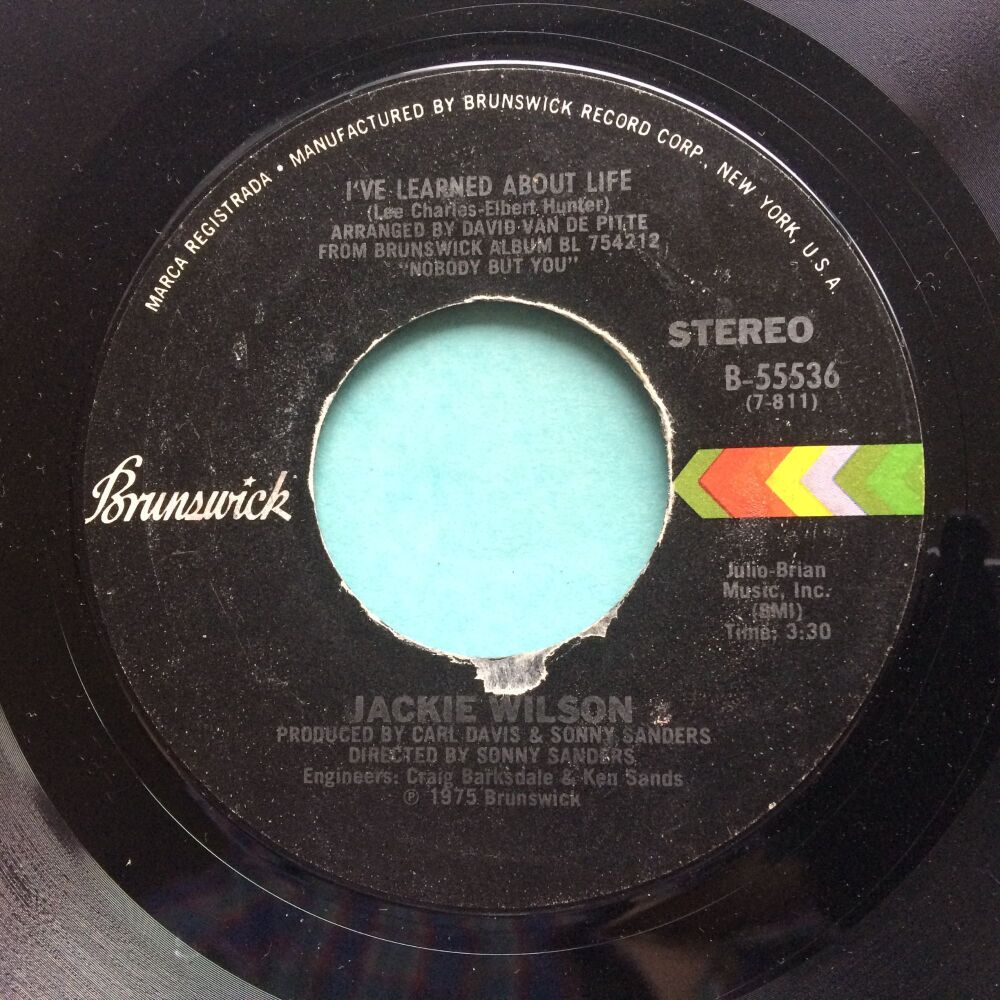 MARCA REGISTRADA • MANUFACTURED BY BRUNSWICK RECORD CORP., NEW YORK, U.S.A.
I'VE LEARNED ABOUT LIFE
(Lee Charles-Elbert Hunter)
ARRANGED BY DAVID VAN DE PITTE
FROM BRUNSWICK ALBUM BL 754212
"NOBODY BUT YOU"
STEREO
B-55536
(7-811)
Brunswick
Julio-Brian
Music, Inc.
(BMI)
Time: 3:30
JACKIE WILSON
PRODUCED BY CARL DAVIS & SONNY SANDERS
DIRECTED BY SONNY SANDERS
Engineers: Craig Barksdale & Ken Sands
℗ 1975 Brunswick